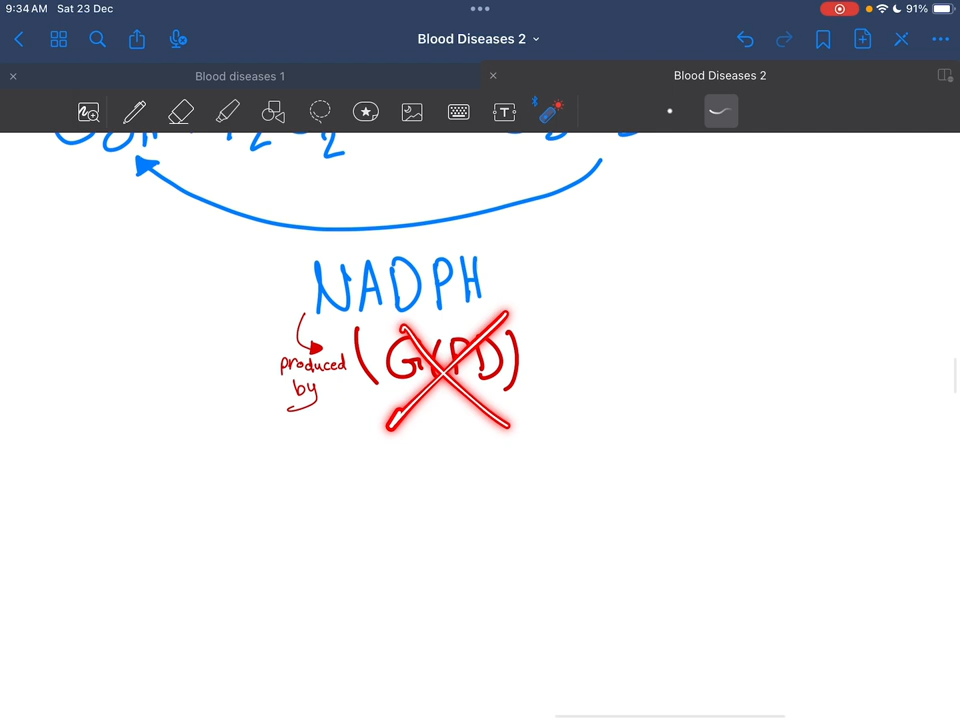 9:34 AM Sat 23 Dec
91%
Blood Diseases 2
Blood diseases 1
Blood Diseases 2
T
NADPH
produced
by
(G6PD)